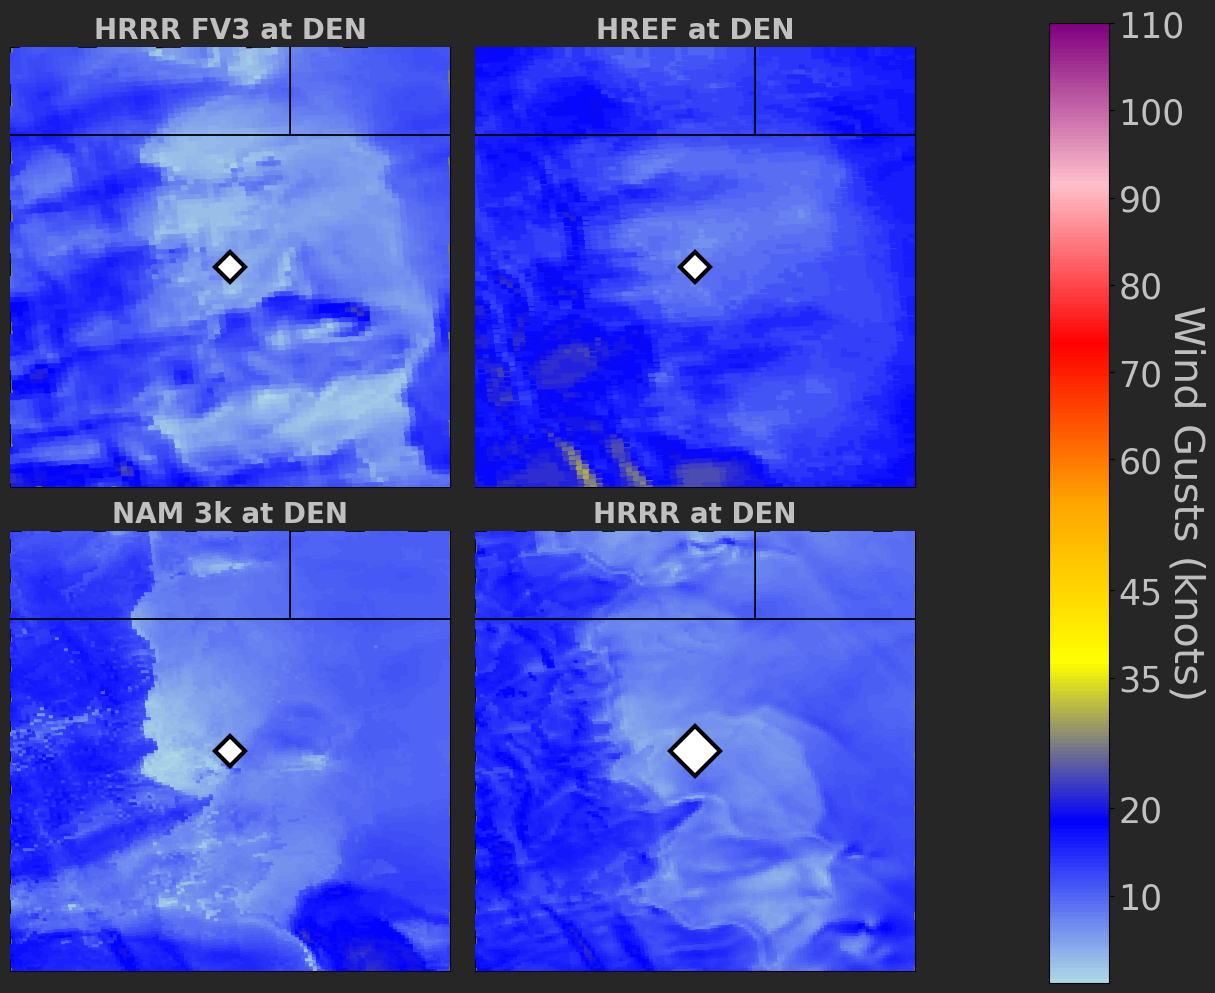 HRRR FV3 at DEN
HREF at DEN
NAM 3k at DEN
HRRR at DEN
110
100
90
80
70
60
45
35
20
10
Wind Gusts (knots)